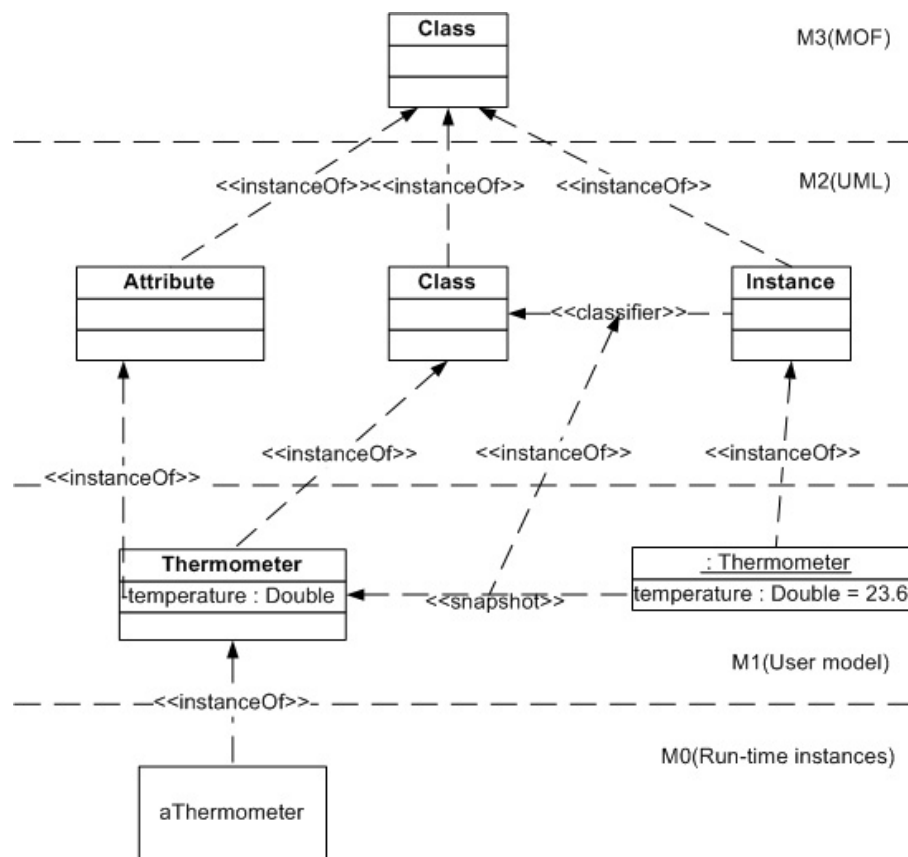 Class
M3(MOF)
<<instanceOf>>
<<instanceOf>>
<<instanceOf>>
M2(UML)
Attribute
Class
Instance
<<classifier>>
<<instanceOf>>
<<instanceOf>>
<<instanceOf>>
<<instanceOf>>
Thermometer
-temperature : Double
: Thermometer
temperature : Double = 23.6
<<snapshot>>
M1(User model)
<<instanceOf>>
M0(Run-time instances)
aThermometer